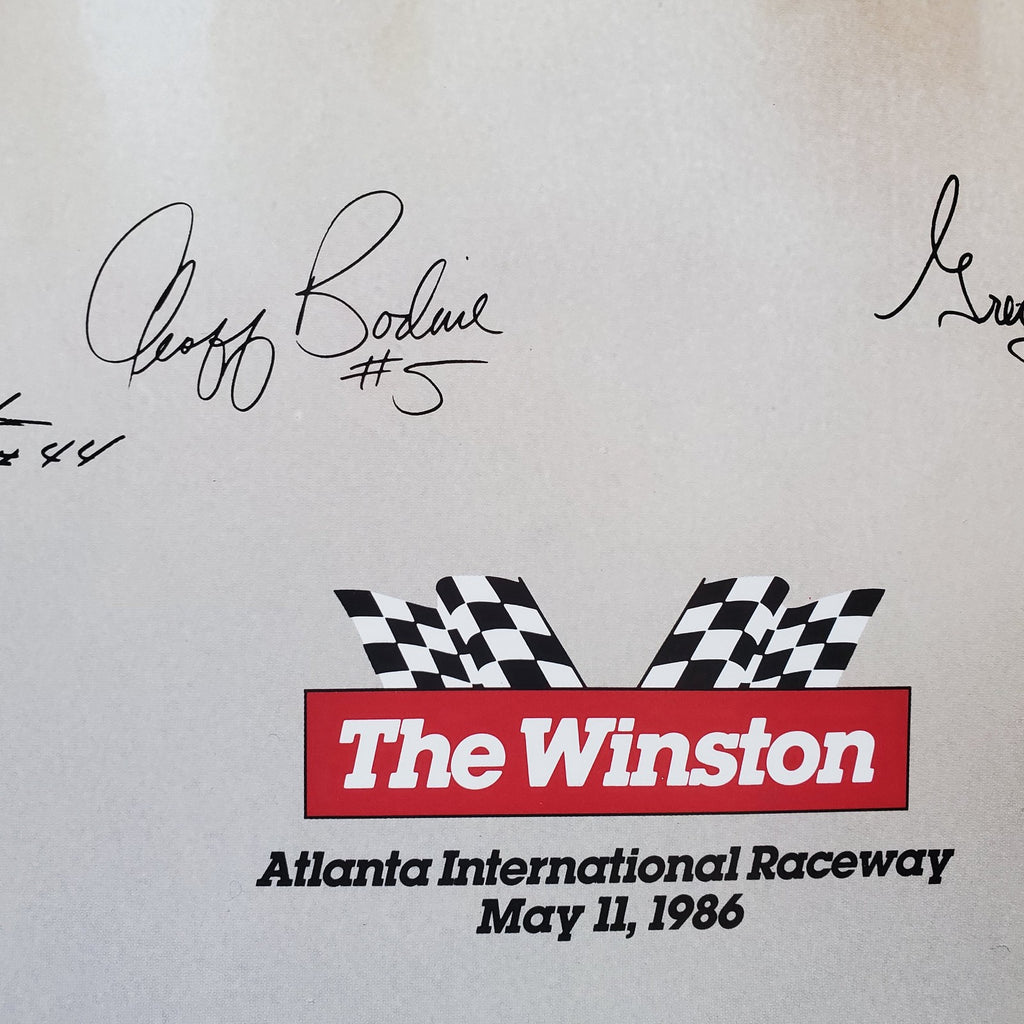 Geoff Bodine
#5
44
The Winston
Atlanta International Raceway
May 11, 1986